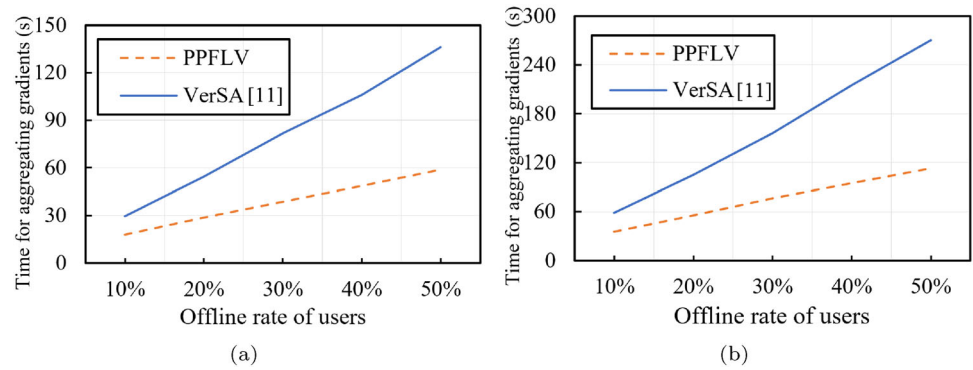 Time for aggregating gradients (s)
150
120
90
60
30
0
PPFLV
VerSA [11]
10% 20% 30% 40% 50%
Offline rate of users
(a)
Time for aggregating gradients (s)
300
240
180
120
60
0
PPFLV
VerSA [11]
10% 20% 30% 40% 50%
Offline rate of users
(b)